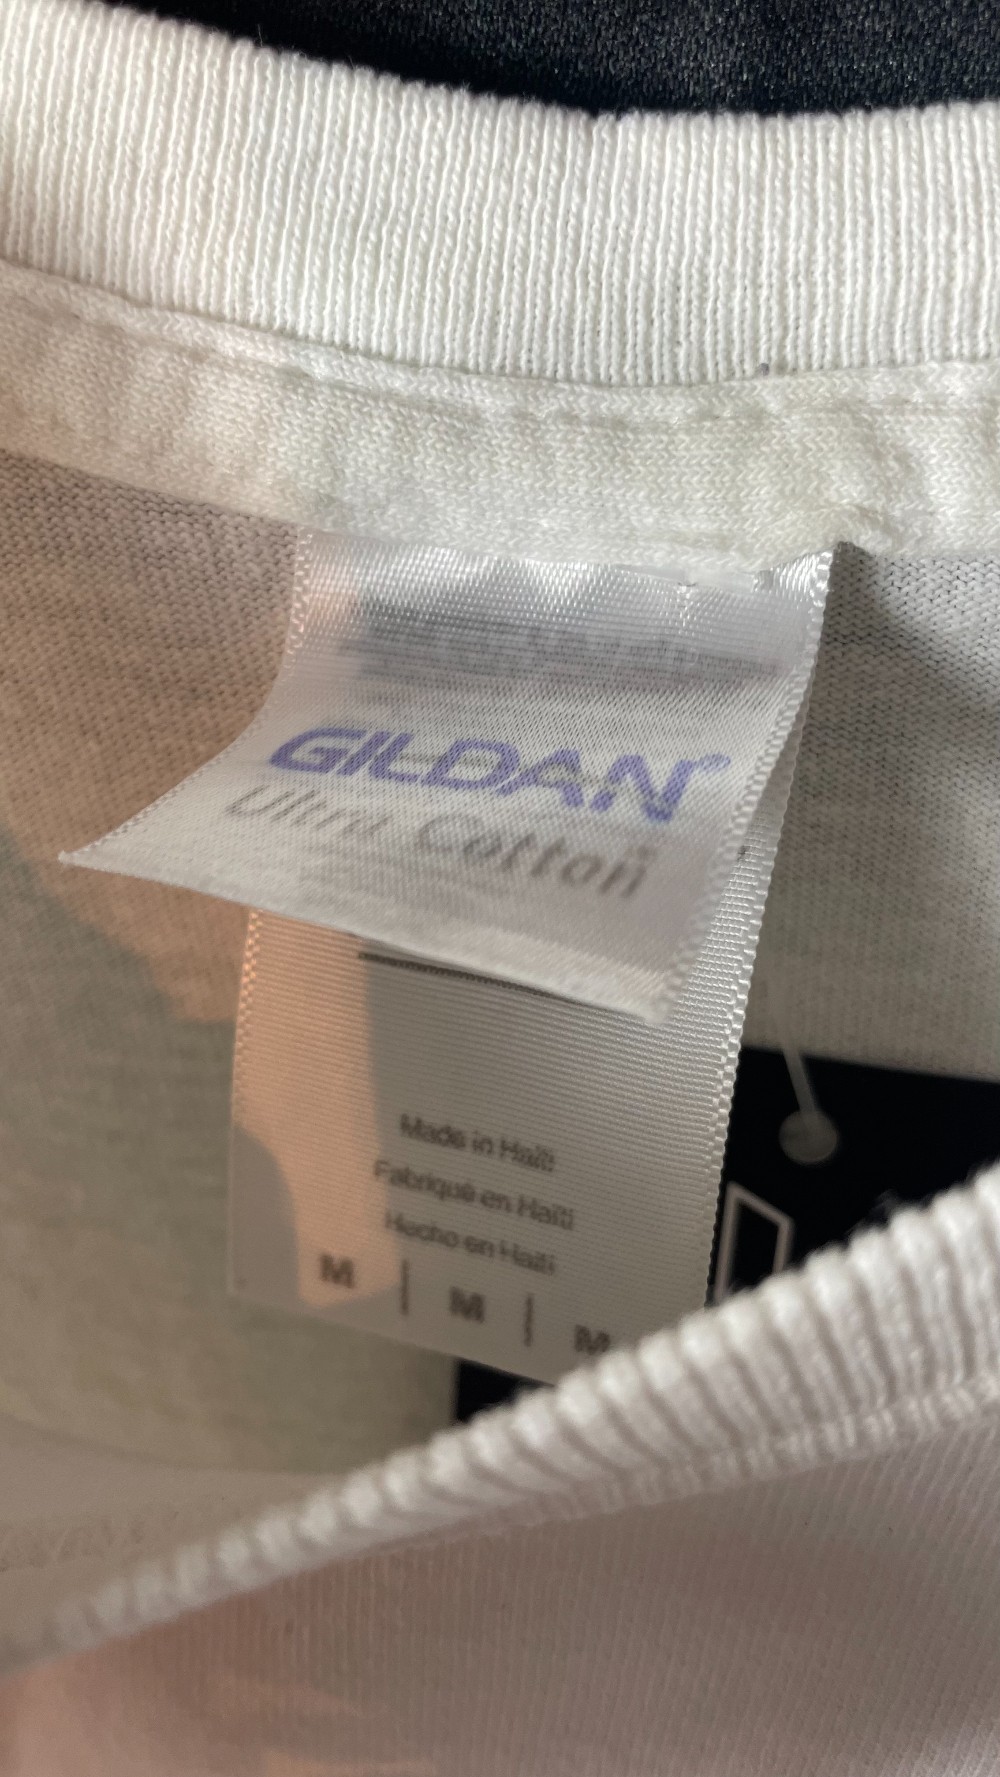 GILDAN®
Ultra Cotton
Made in Haiti
Fabriqué en Haïti
Hecho en Haití
M | M | M